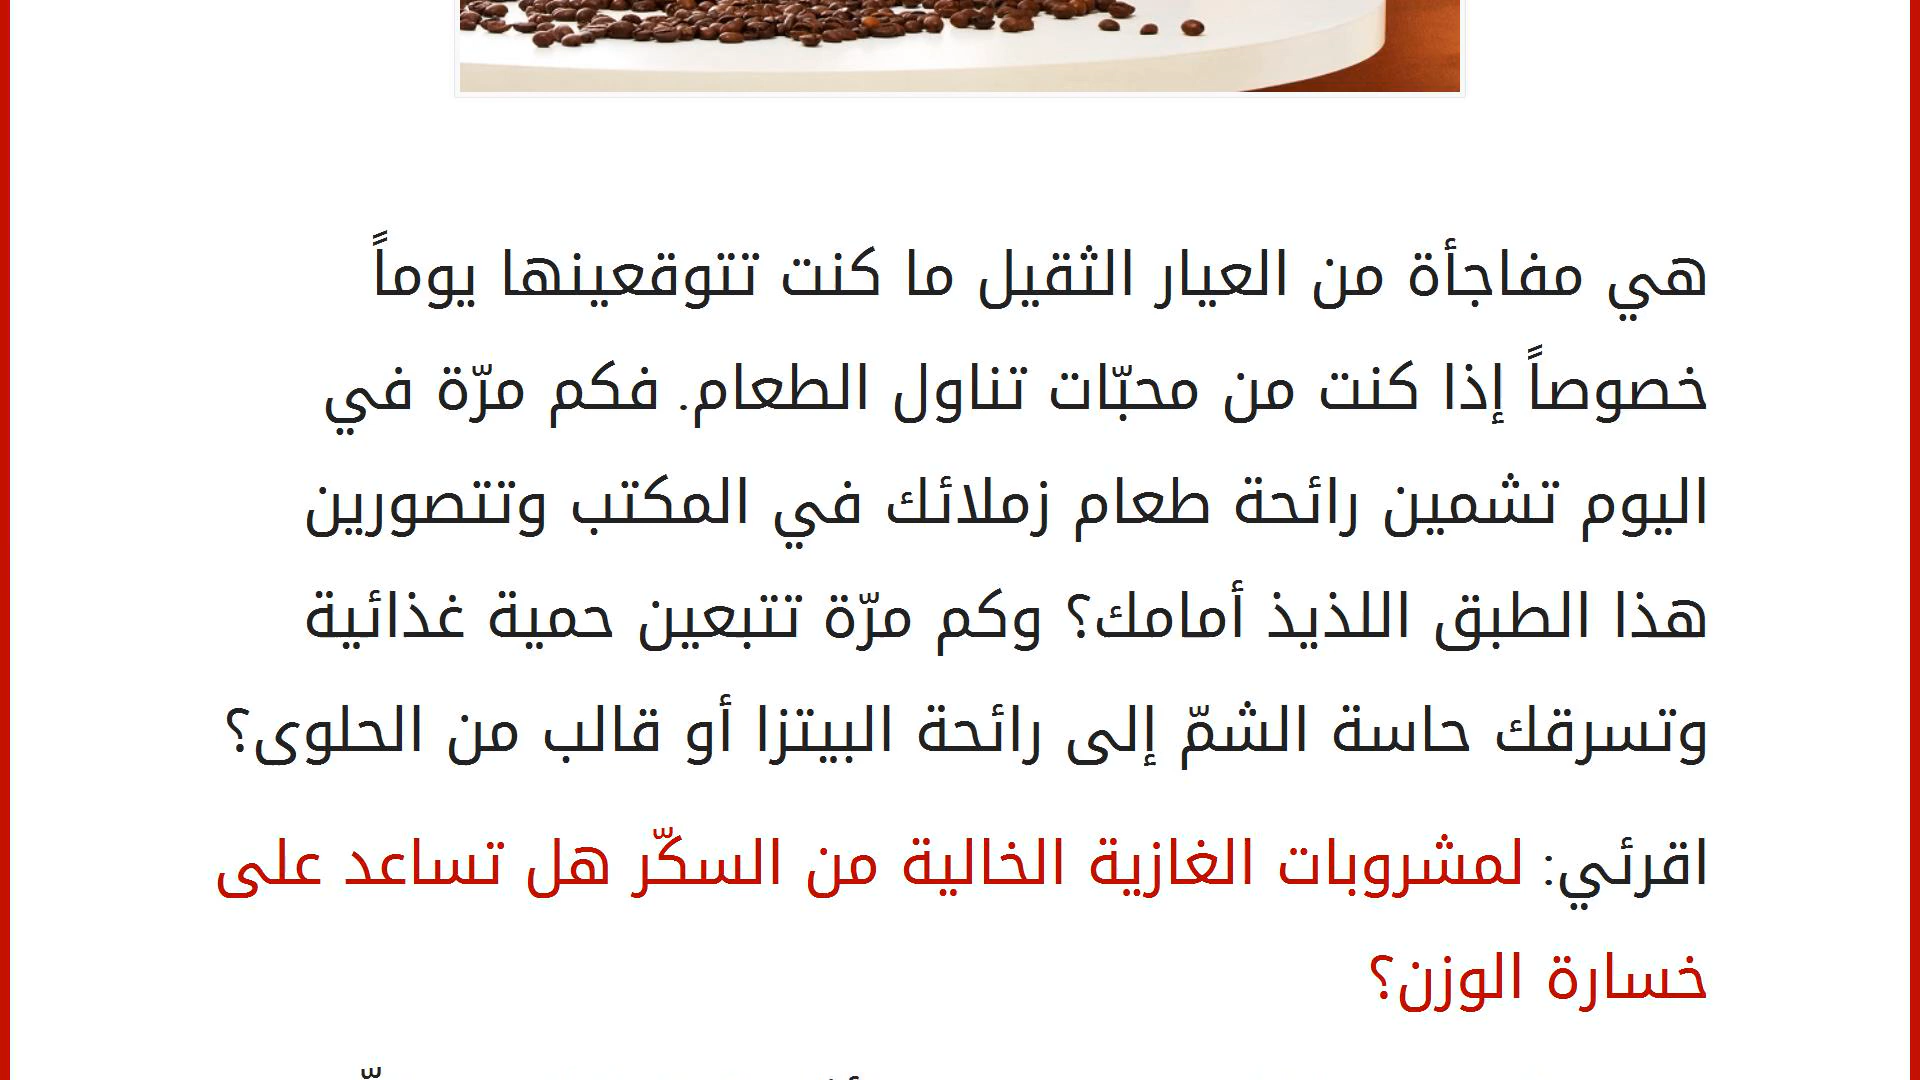 هي مفاجأة من العيار الثقيل ما كنت تتوقعينها يوماً
خصوصاً إذا كنت من محبّات تناول الطعام. فكم مرّة في
اليوم تشمين رائحة طعام زملائك في المكتب وتتصورين
هذا الطبق اللذيذ أمامك؟ وكم مرّة تتبعين حمية غذائية
وتسرقك حاسة الشمّ إلى رائحة البيتزا أو قالب من الحلوى؟
اقرئي: لمشروبات الغازية الخالية من السكّر هل تساعد على
خسارة الوزن؟